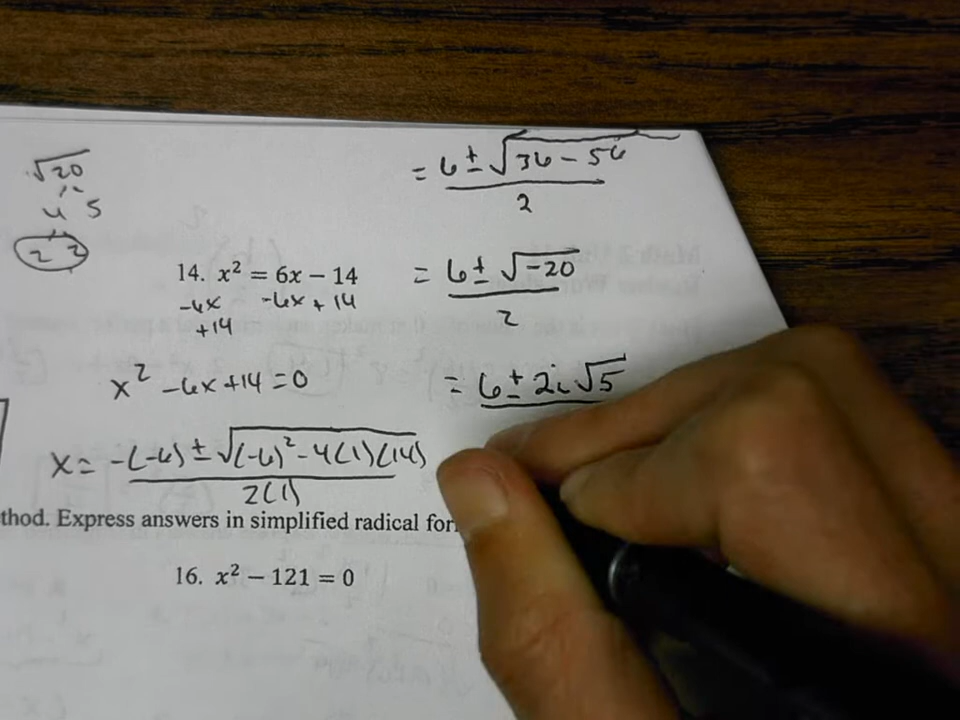 √20
4 5
2 2
= 6 ± √36 - 56
2
14. x² = 6x − 14
-6x -6x + 14
+14
= 6 ± √-20
2
x² - 6x + 14 = 0
= 6 ± 2i √5
x = -(-6) ± √(-6)² - 4(1)(14)
2(1)
thod. Express answers in simplified radical for
16. x² − 121 = 0